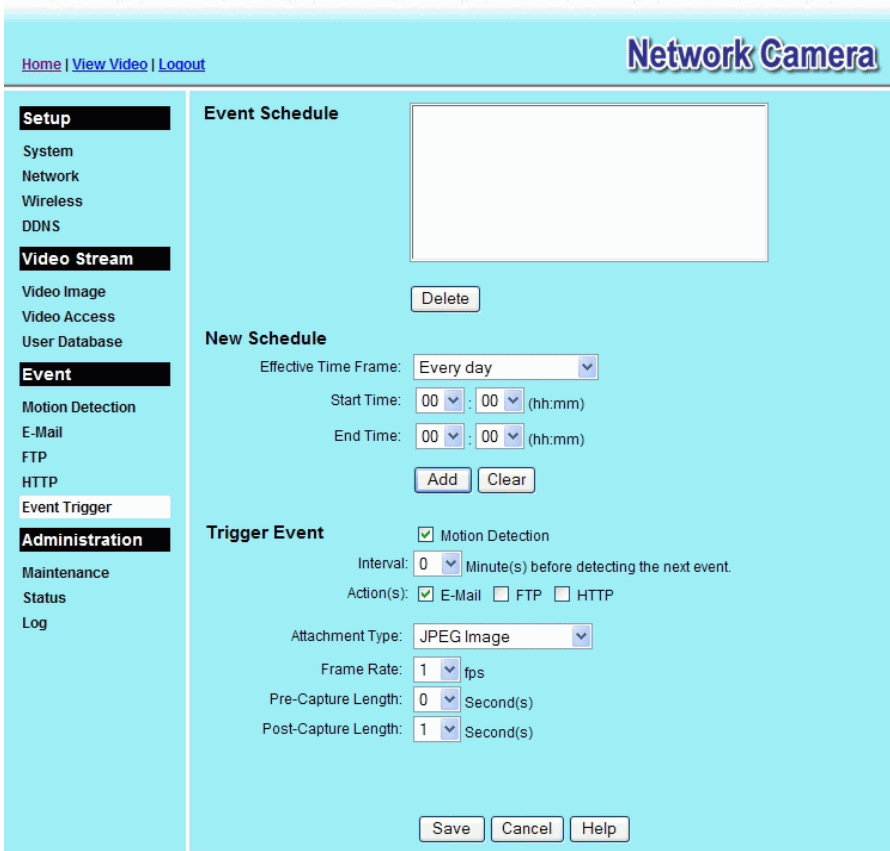 Home | View Video | Logout
Network Camera
Setup
System
Network
Wireless
DDNS
Video Stream
Video Image
Video Access
User Database
Event
Motion Detection
E-Mail
FTP
HTTP
Event Trigger
Administration
Maintenance
Status
Log
Event Schedule
Delete
New Schedule
Effective Time Frame: Every day
Start Time: 00 : 00 (hh:mm)
End Time: 00 : 00 (hh:mm)
Add Clear
Trigger Event Motion Detection
Interval: 0 Minute(s) before detecting the next event.
Action(s): E-Mail FTP HTTP
Attachment Type: JPEG Image
Frame Rate: 1 fps
Pre-Capture Length: 0 Second(s)
Post-Capture Length: 1 Second(s)
Save Cancel Help